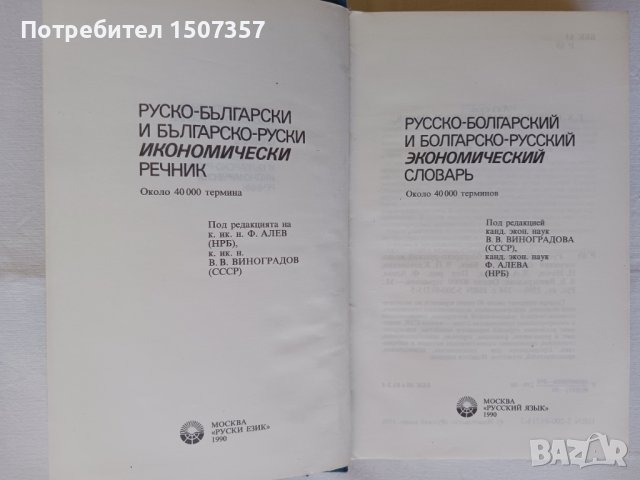 Потребител 1507357
РУСКО-БЪЛГАРСКИ
И БЪЛГАРСКО-РУСКИ
ИКОНОМИЧЕСКИ
РЕЧНИК
Около 40 000 термина
Под редакцията на
к. ик. н. Ф. АЛЕВ
(НРБ),
к. ик. н.
В. В. ВИНОГРАДОВ
(СССР)
МОСКВА
«РУСКИ ЕЗИК»
1990
РУССКО-БОЛГАРСКИЙ
И БОЛГАРСКО-РУССКИЙ
ЭКОНОМИЧЕСКИЙ
СЛОВАРЬ
Около 40 000 терминов
Под редакцией
канд. экон. наук
В. В. ВИНОГРАДОВА
(СССР),
канд. экон. наук
Ф. АЛЕВА
(НРБ)
МОСКВА
«РУССКИЙ ЯЗЫК»
1990
BAZAR
bg